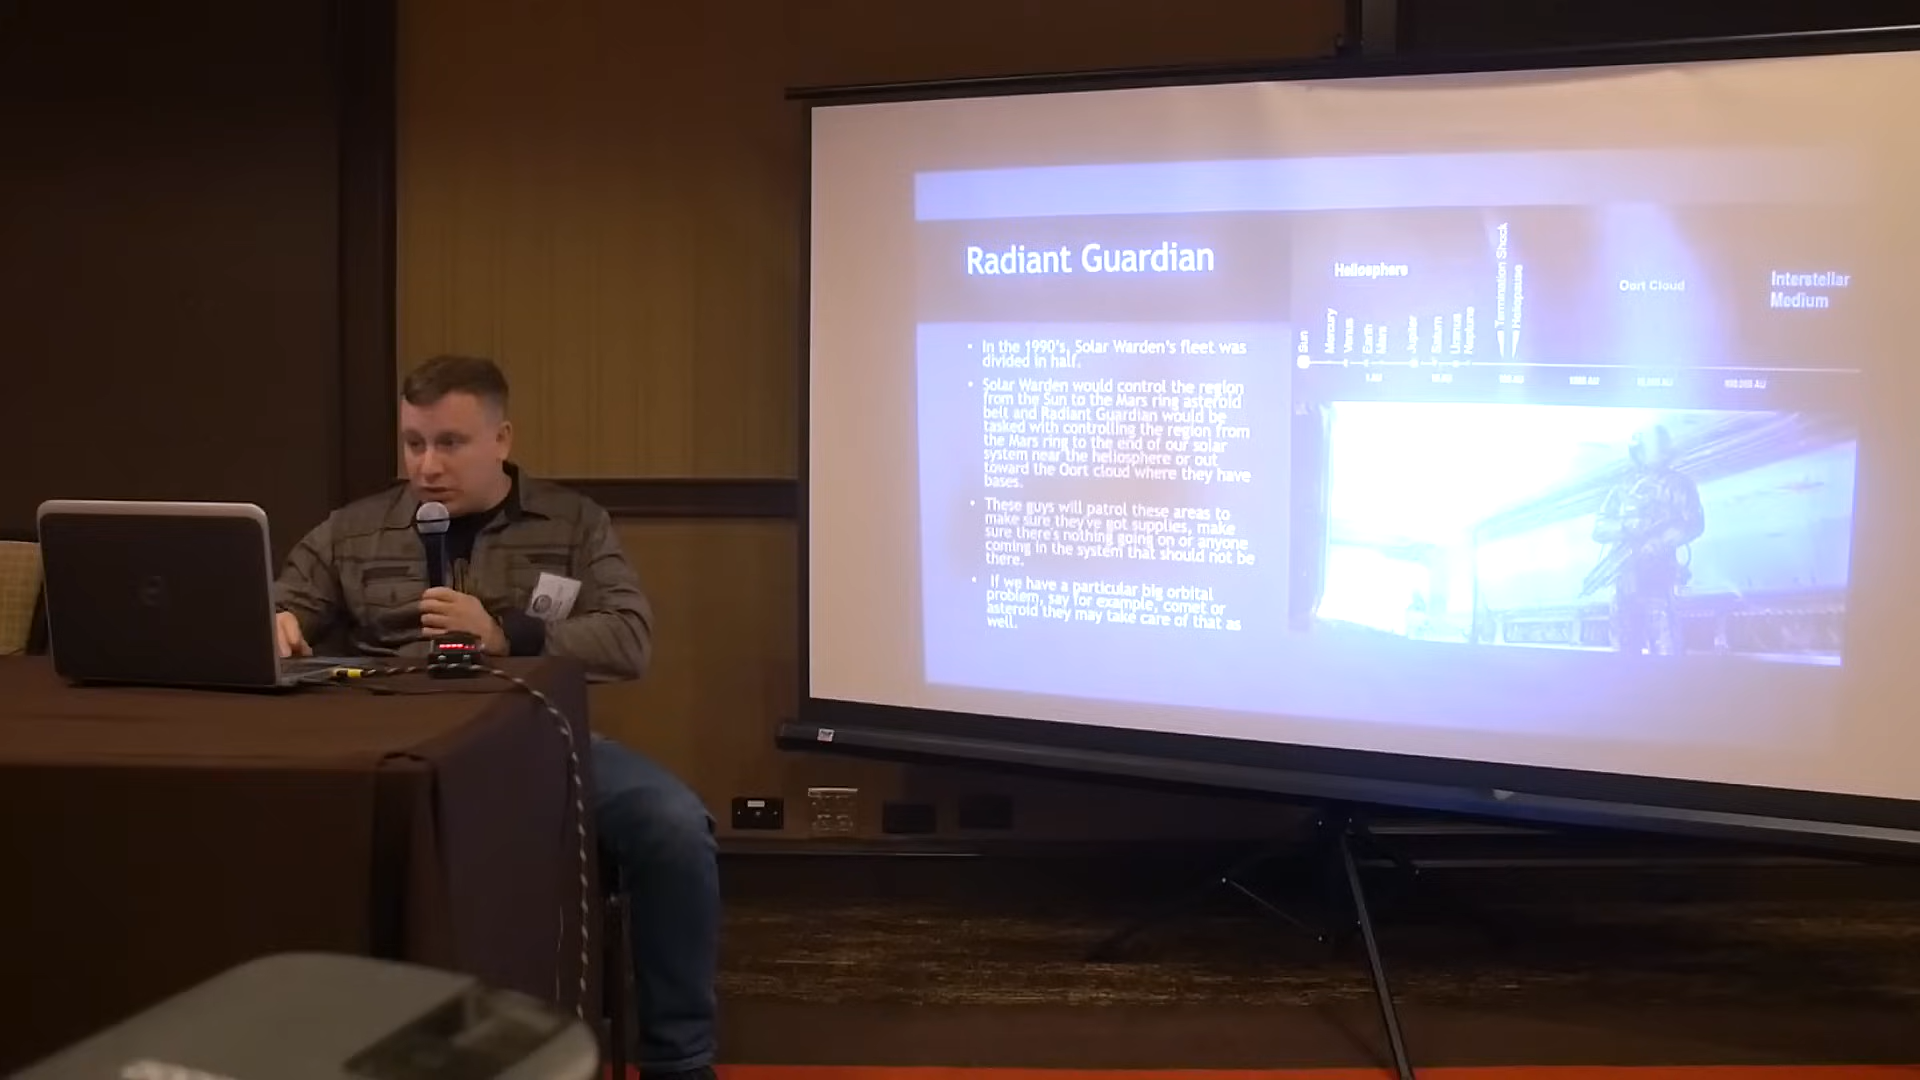 Radiant Guardian
• In the 1990's, Solar Warden's fleet was
divided in half.
• Solar Warden would control the region
from the Sun to the Mars ring asteroid
belt and Radiant Guardian would be
tasked with controlling the region from
the Mars ring to the end of our solar
system near the heliosphere or out
toward the Oort cloud where they have
bases.
• These guys will patrol these areas to
make sure they've got supplies, make
sure there's nothing going on or anyone
coming in the system that should not be
there.
• If we have a particular big orbital
problem, say for example, comet or
asteroid they may take care of that as
well.
Heliosphere
Termination Shock
Heliopause
Oort Cloud
Interstellar
Medium
Sun
Mercury
Venus
Earth
Mars
Jupiter
Saturn
Uranus
Neptune
1 AU